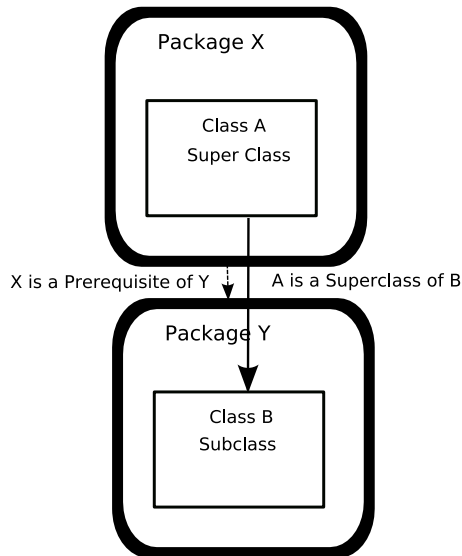 Package X
Class A
Super Class
X is a Prerequisite of Y
A is a Superclass of B
Package Y
Class B
Subclass